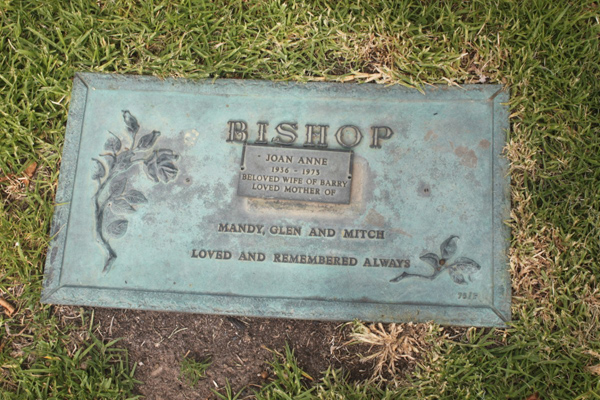 BISHOP
JOAN ANNE
1936 - 1975
BELOVED WIFE OF BARRY
LOVED MOTHER OF
MANDY, GLEN AND MITCH
LOVED AND REMEMBERED ALWAYS